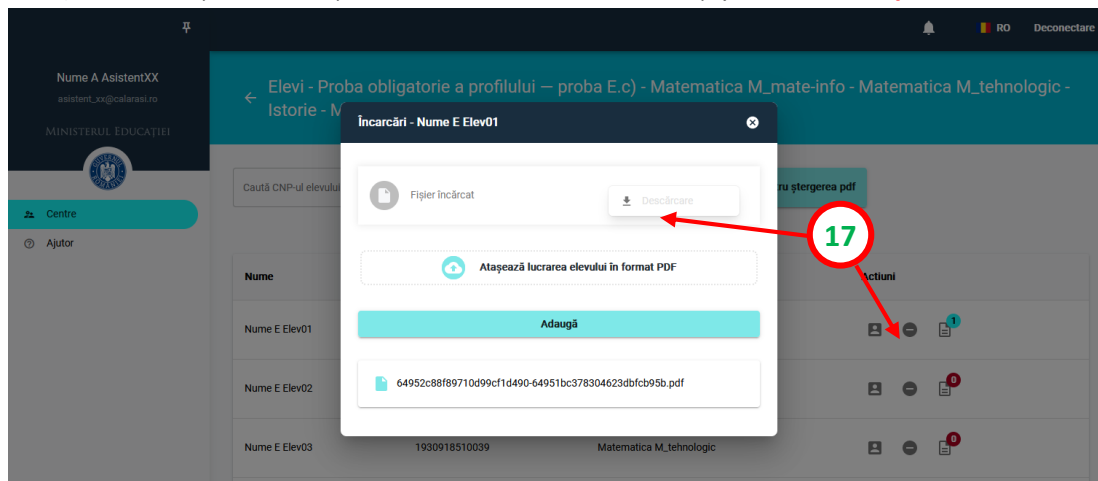 RO Deconectare
Nume A AsistentXX
asistent_xx@calarasi.ro
MINISTERUL EDUCAȚIEI
Centre
Ajutor
Elevi - Proba obligatorie a profilului — proba E.c) - Matematica M_mate-info - Matematica M_tehnologic -
Istorie - M
Caută CNP-ul elevului
ru ștergerea pdf
Încarcări - Nume E Elev01
Fișier încărcat
Descărcare
17
Atașează lucrarea elevului în format PDF
Adaugă
64952c88f89710d99cf1d490-64951bc378304623dbfcb95b.pdf
Nume Actiuni
Nume E Elev01 1
Nume E Elev02 0
Nume E Elev03 1930918510039 Matematica M_tehnologic 0